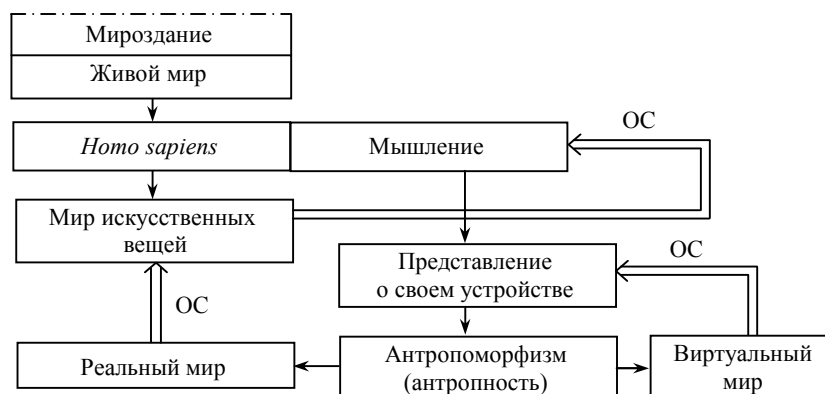 Мироздание
Живой мир
ОС
Homo sapiens
Мышление
Мир искусственных
вещей
ОС
Представление
о своем устройстве
ОС
Реальный мир
Антропоморфизм
(антропность)
Виртуальный
мир